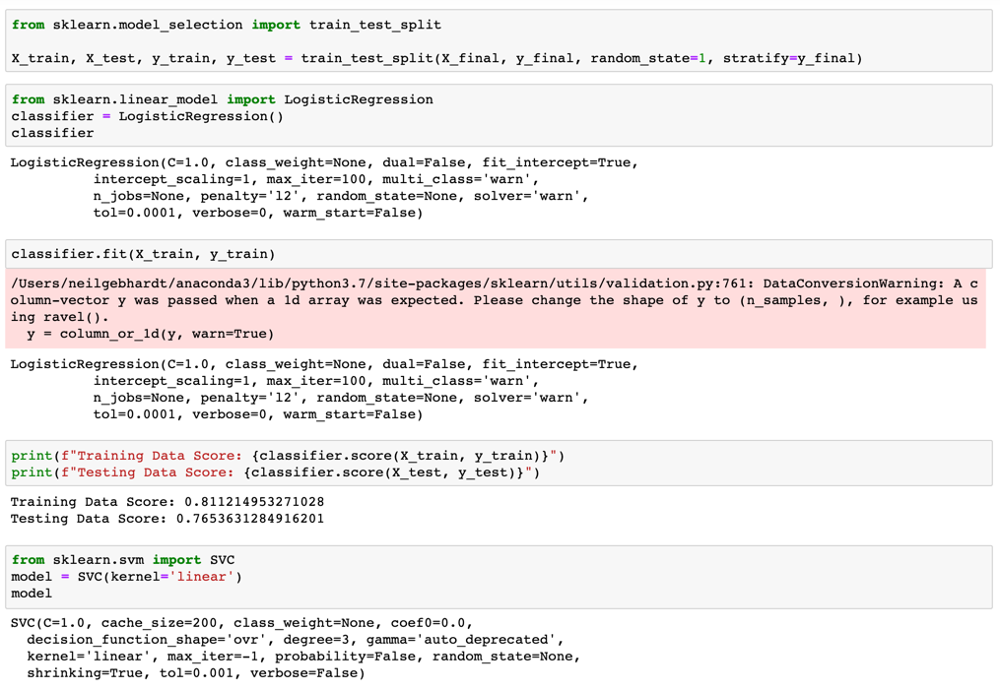 from sklearn.model_selection import train_test_split
X_train, X_test, y_train, y_test = train_test_split(X_final, y_final, random_state=1, stratify=y_final)
from sklearn.linear_model import LogisticRegression
classifier = LogisticRegression()
classifier
LogisticRegression(C=1.0, class_weight=None, dual=False, fit_intercept=True,
intercept_scaling=1, max_iter=100, multi_class='warn',
n_jobs=None, penalty='l2', random_state=None, solver='warn',
tol=0.0001, verbose=0, warm_start=False)
classifier.fit(X_train, y_train)
/Users/neilgebhardt/anaconda3/lib/python3.7/site-packages/sklearn/utils/validation.py:761: DataConversionWarning: A c
olumn-vector y was passed when a 1d array was expected. Please change the shape of y to (n_samples, ), for example us
ing ravel().
y = column_or_1d(y, warn=True)
LogisticRegression(C=1.0, class_weight=None, dual=False, fit_intercept=True,
intercept_scaling=1, max_iter=100, multi_class='warn',
n_jobs=None, penalty='l2', random_state=None, solver='warn',
tol=0.0001, verbose=0, warm_start=False)
print(f"Training Data Score: {classifier.score(X_train, y_train)}")
print(f"Testing Data Score: {classifier.score(X_test, y_test)}")
Training Data Score: 0.811214953271028
Testing Data Score: 0.7653631284916201
from sklearn.svm import SVC
model = SVC(kernel='linear')
model
SVC(C=1.0, cache_size=200, class_weight=None, coef0=0.0,
decision_function_shape='ovr', degree=3, gamma='auto_deprecated',
kernel='linear', max_iter=-1, probability=False, random_state=None,
shrinking=True, tol=0.001, verbose=False)